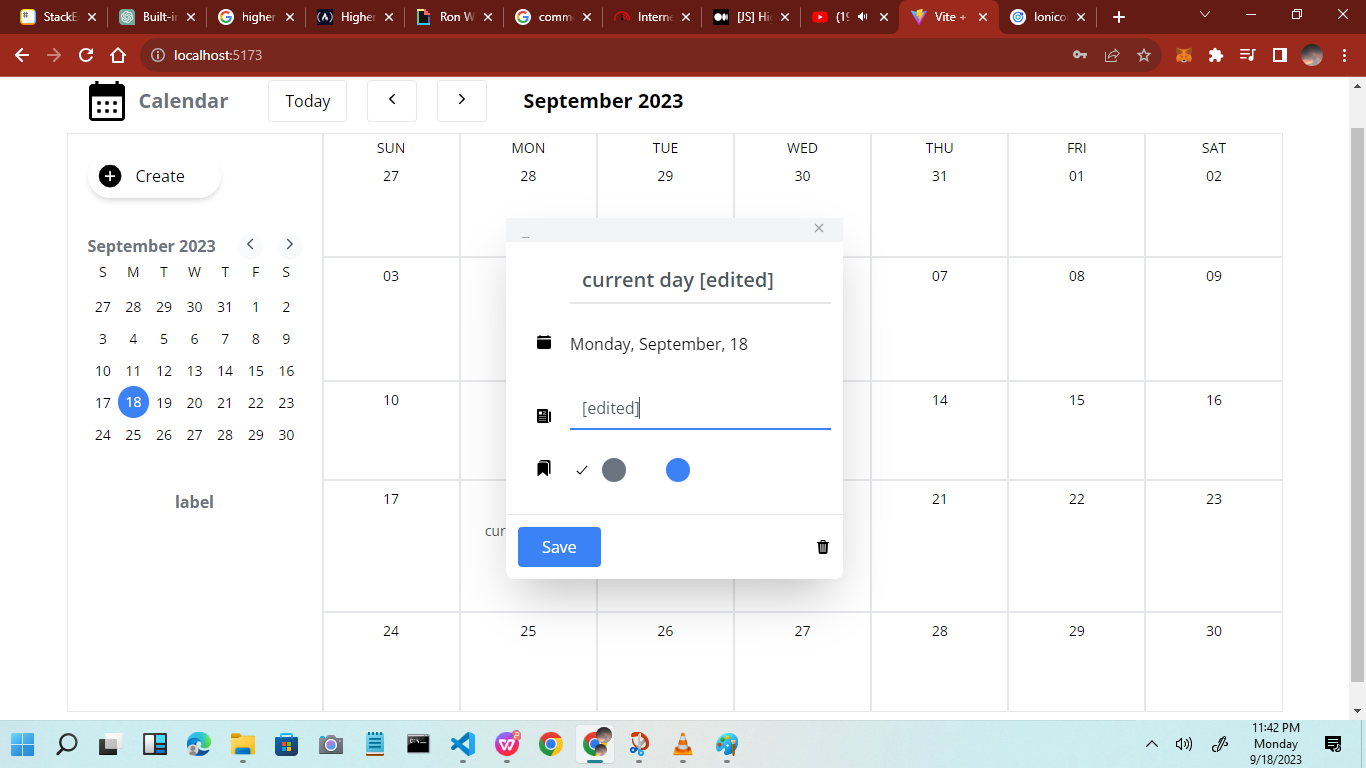 StackE
Built-in
higher
Higher
Ron W
comm
Intern
[JS] Hi
(19
Vite +
Ionico
localhost:5173
Calendar
Today
September 2023
Create
SUN MON TUE WED THU FRI SAT
27 28 29 30 31 01 02
September 2023
S M T W T F S
27 28 29 30 31 1 2
3 4 5 6 7 8 9
10 11 12 13 14 15 16
17 18 19 20 21 22 23
24 25 26 27 28 29 30
label
03 07 08 09
10 14 15 16
17 21 22 23
cur
24 25 26 27 28 29 30
_ ×
current day [edited]
Monday, September, 18
[edited]
Save
11:42 PM
Monday
9/18/2023